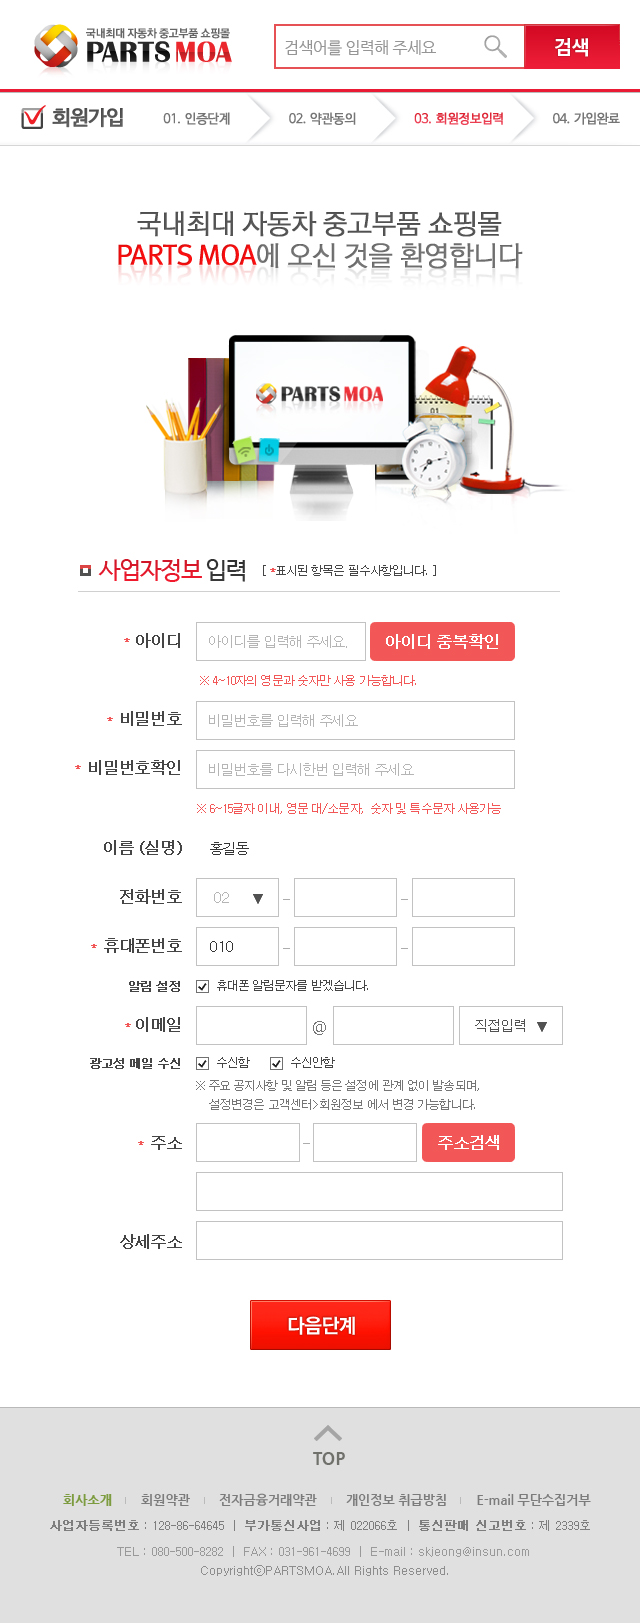 국내최대 자동차 중고부품 쇼핑몰
PARTS MOA
검색어를 입력해 주세요
검색
회원가입
01. 인증단계
02. 약관동의
03. 회원정보입력
04. 가입완료
국내최대 자동차 중고부품 쇼핑몰
PARTS MOA에 오신 것을 환영합니다
PARTS MOA
01
사업자정보 입력 [ *표시된 항목은 필수사항입니다. ]
* 아이디 아이디를 입력해 주세요. 아이디 중복확인
※ 4~10자의 영문과 숫자만 사용 가능합니다.
* 비밀번호 비밀번호를 입력해 주세요
* 비밀번호확인 비밀번호를 다시한번 입력해 주세요
※ 6~15글자 이내, 영문 대/소문자, 숫자 및 특수문자 사용가능
이름 (실명) 홍길동
전화번호 02 ▼ - -
* 휴대폰번호 010 - -
알림 설정 휴대폰 알림문자를 받겠습니다.
* 이메일 @ 직접입력 ▼
광고성 메일 수신 수신함 수신안함
※ 주요 공지사항 및 알림 등은 설정에 관계 없이 발송되며,
설정변경은 고객센터>회원정보 에서 변경 가능합니다.
* 주소 - 주소검색
상세주소
다음단계
TOP
회사소개 | 회원약관 | 전자금융거래약관 | 개인정보 취급방침 | E-mail 무단수집거부
사업자등록번호 : 128-86-64645 | 부가통신사업 : 제 022066호 | 통신판매 신고번호 : 제 2339호
TEL : 080-500-8282 | FAX : 031-961-4699 | E-mail : skjeong@insun.com
CopyrightⓒPARTSMOA.All Rights Reserved.